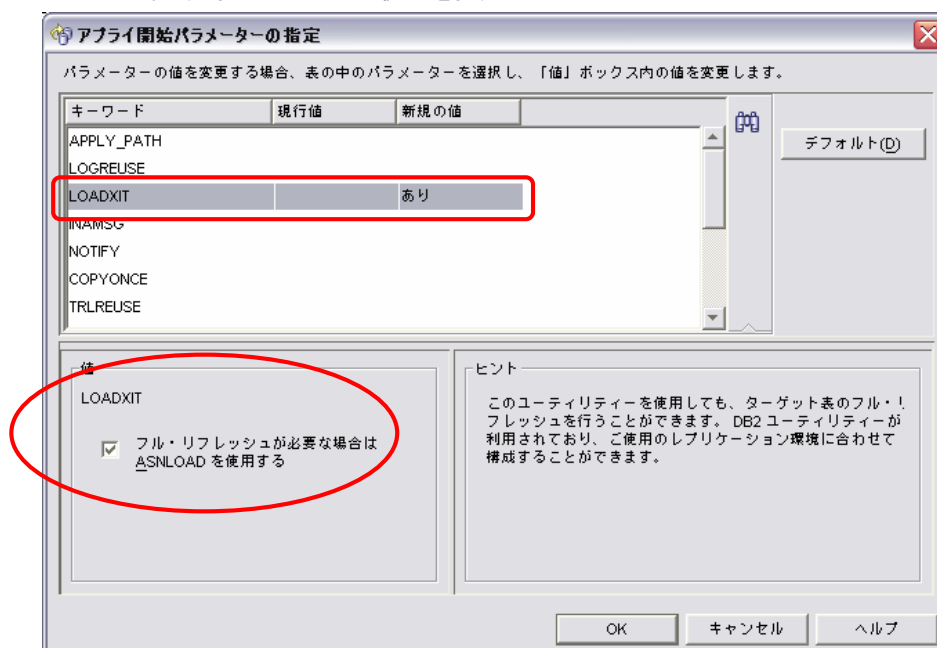 アプライ開始パラメーターの指定
パラメーターの値を変更する場合、表の中のパラメーターを選択し、「値」ボックス内の値を変更します。
キーワード 現行値 新規の値
APPLY_PATH
デフォルト(D)
LOGREUSE
LOADXIT あり
INAMSG
NOTIFY
COPYONCE
TRLREUSE
値
LOADXIT
フル・リフレッシュが必要な場合は
ASNLOAD を使用する
ヒント
このユーティリティーを使用しても、ターゲット表のフル・リ
フレッシュを行うことができます。 DB2 ユーティリティーが
利用されており、ご使用のレプリケーション環境に合わせて
構成することができます。
OK キャンセル ヘルプ